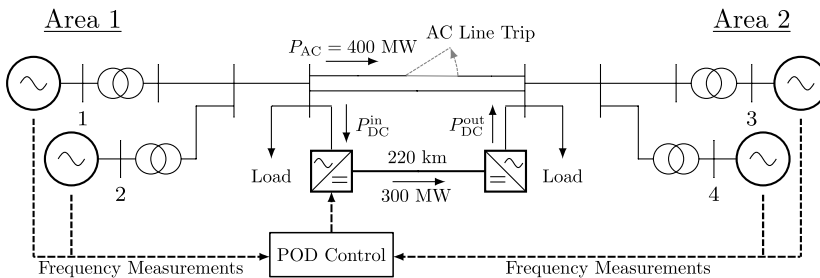 Area 1
Area 2
P_AC = 400 MW
AC Line Trip
1
3
P_DC^in
P_DC^out
220 km
300 MW
Load
Load
2
4
POD Control
Frequency Measurements
Frequency Measurements